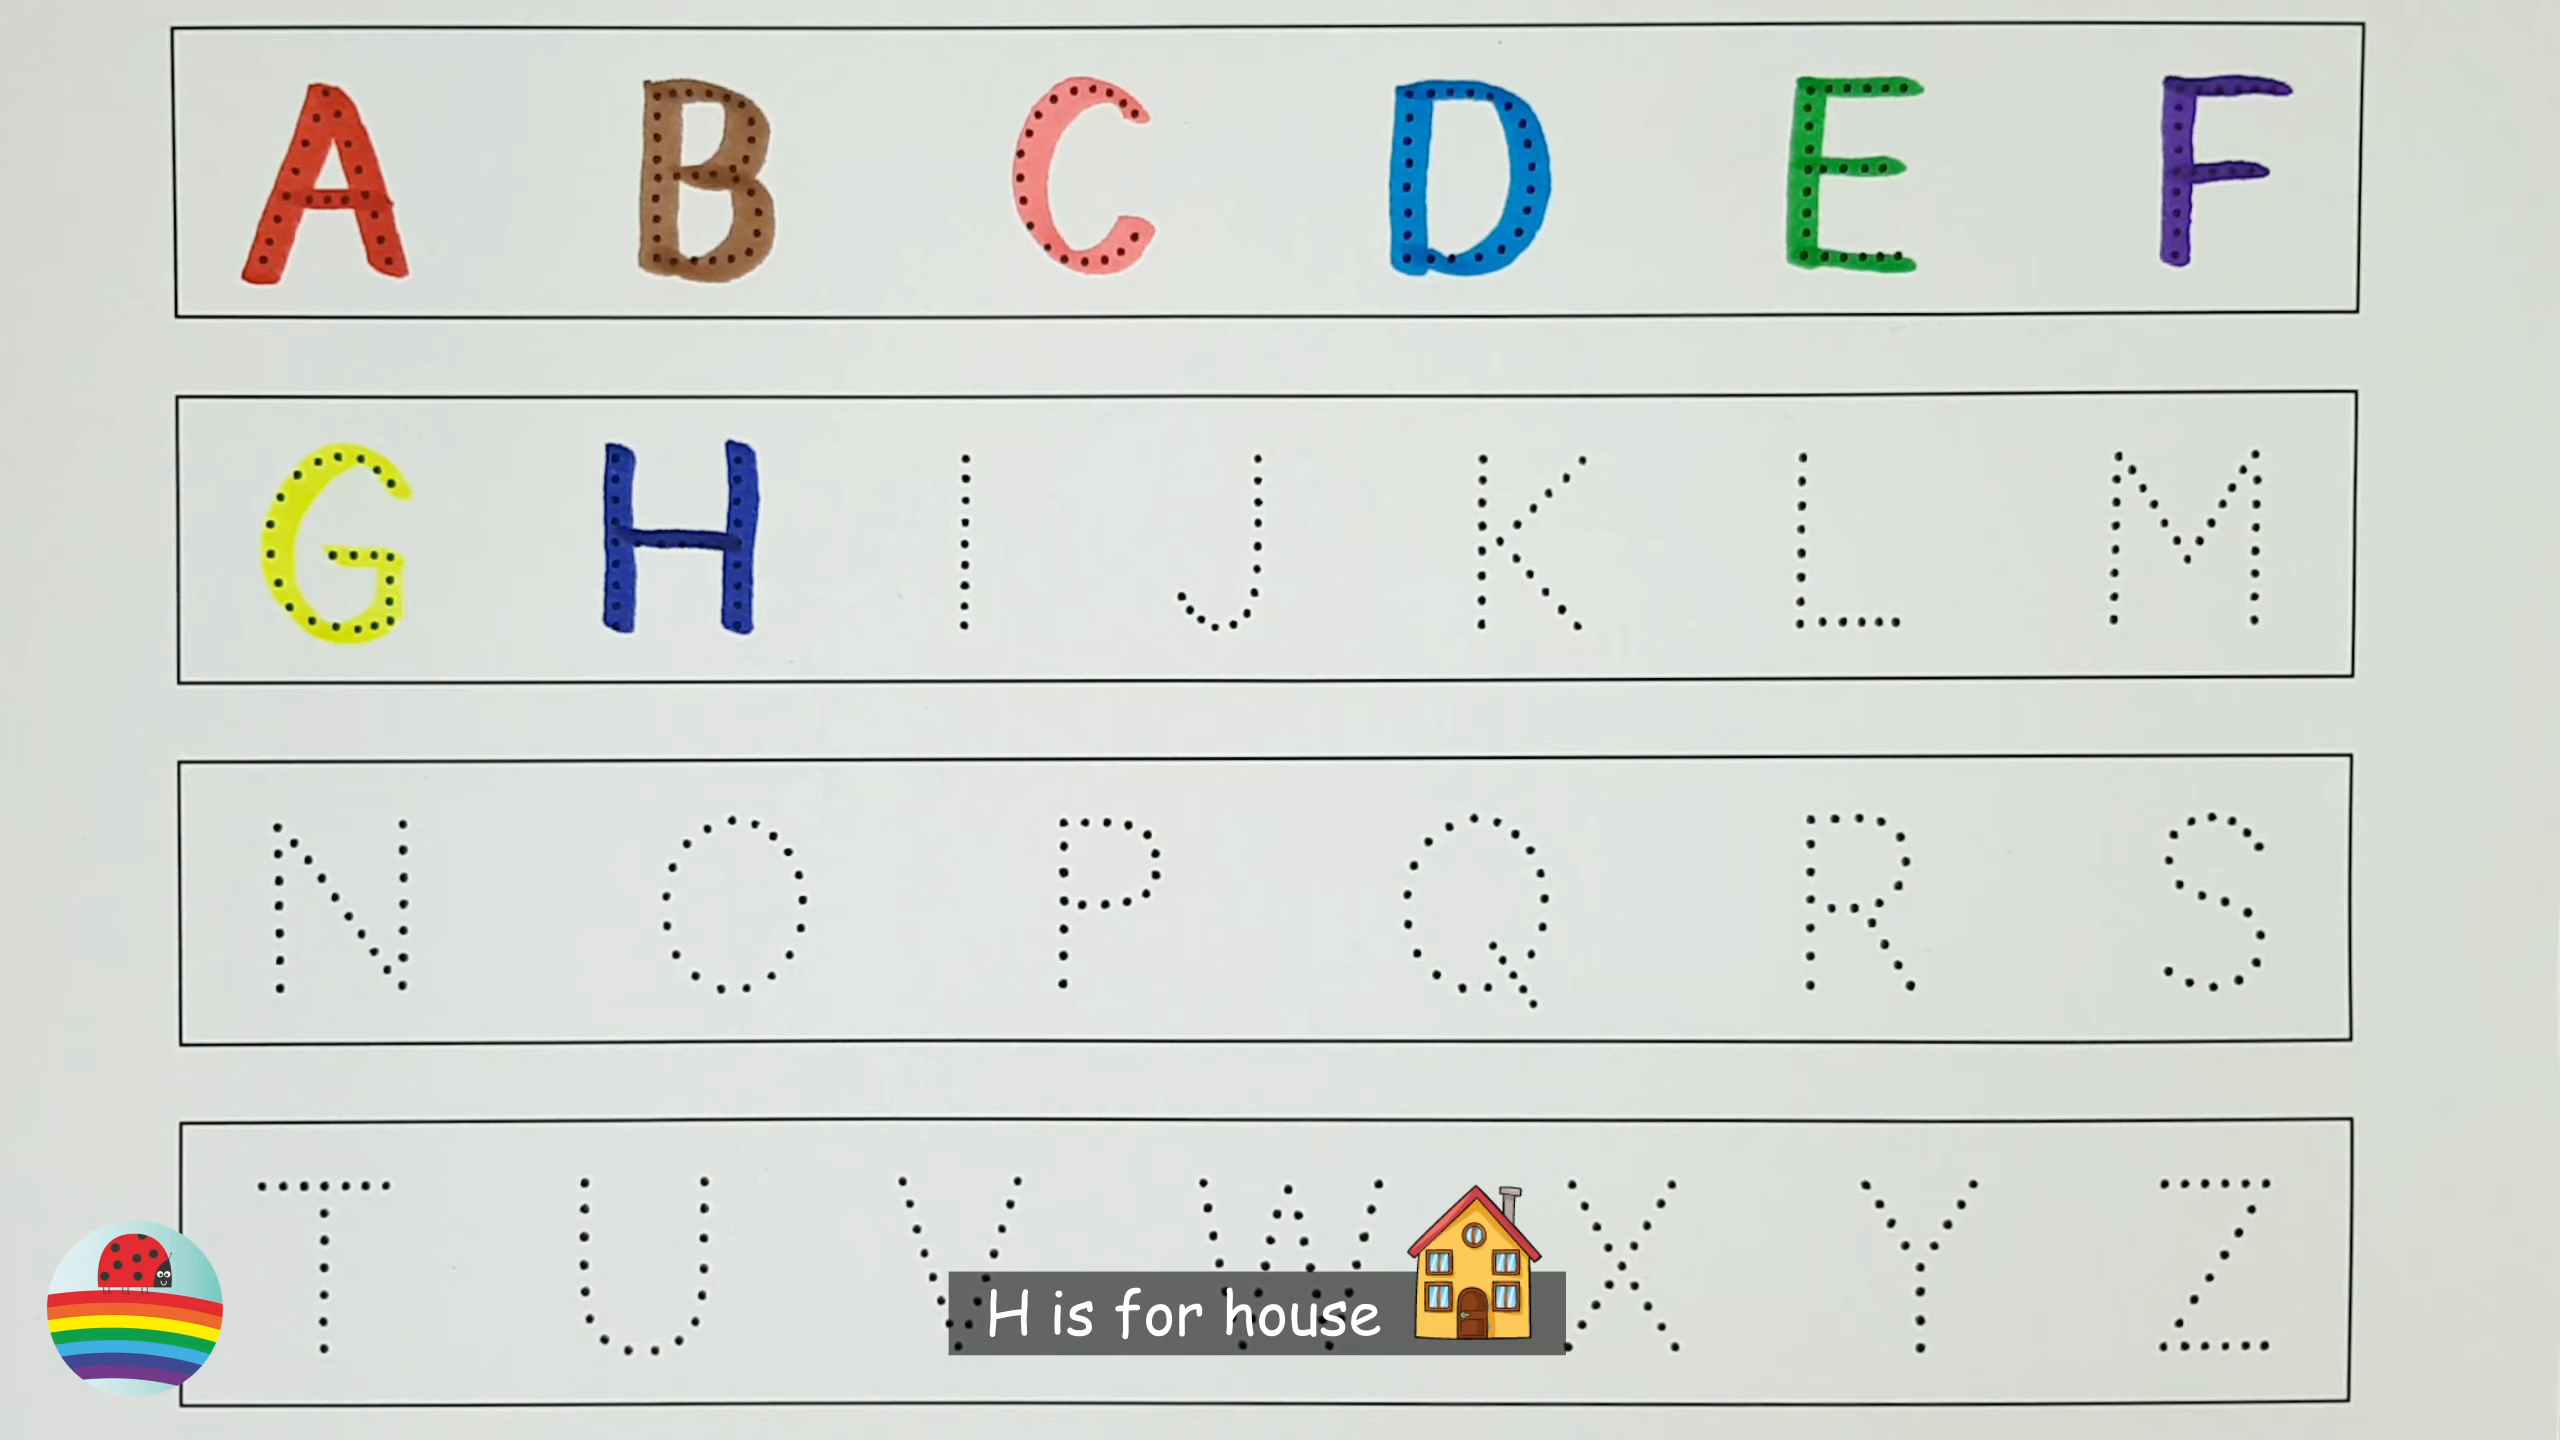 A B C D E F
G H I J K L M
N O P Q R S
T U V W X Y Z
H is for house